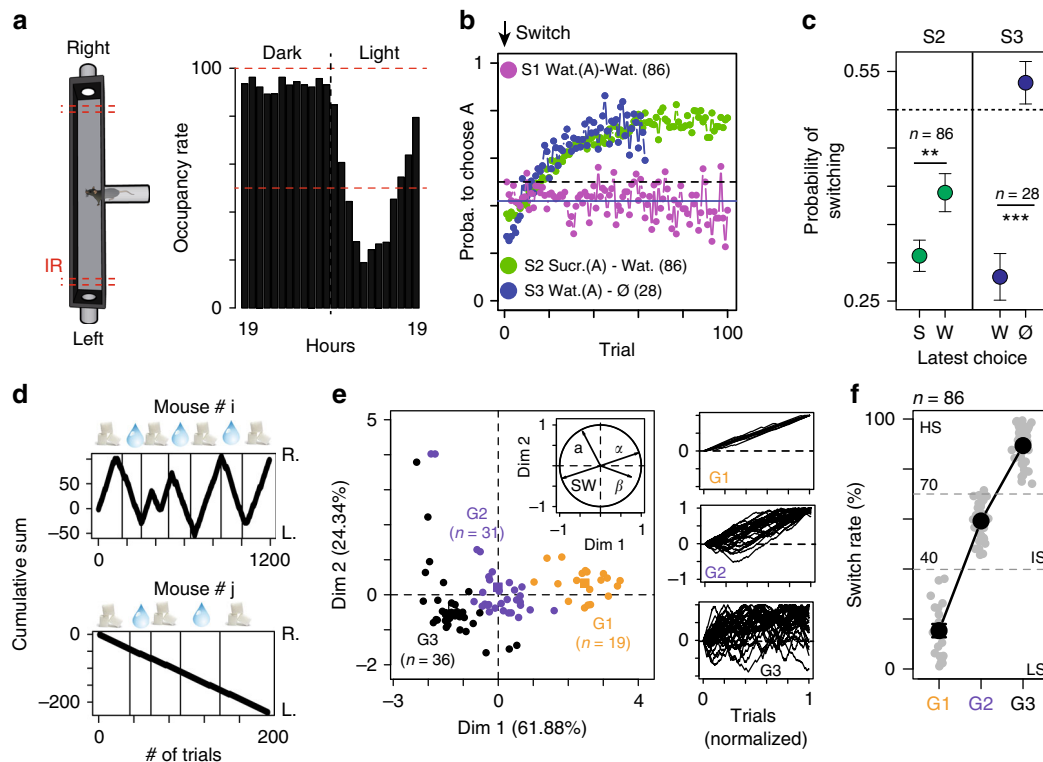 a
Right
IR
Left
Occupancy rate
100
0
Dark
Light
19
19
Hours
b
Switch
Proba. to choose A
1
0
S1 Wat.(A)-Wat. (86)
S2 Sucr.(A) - Wat. (86)
S3 Wat.(A) - Ø (28)
0
100
Trial
c
S2
S3
Probability of
switching
0.55
0.25
n = 86
**
n = 28
***
S
W
W
Ø
Latest choice
d
Cumulative sum
Mouse # i
50
0
−50
R.
L.
0
1200
Mouse # j
0
−200
R.
L.
0
200
# of trials
e
Dim 2 (24.34%)
5
2
0
−2
−3
0
4
Dim 1 (61.88%)
G2
(n = 31)
G3
(n = 36)
G1
(n = 19)
Dim 2
1
−1
−1
1
Dim 1
a
α
SW
β
1
0
G1
1
0
−1
G2
1
0
G3
0
1
Trials
(normalized)
f
n = 86
Switch rate (%)
100
70
40
0
HS
IS
LS
G1
G2
G3